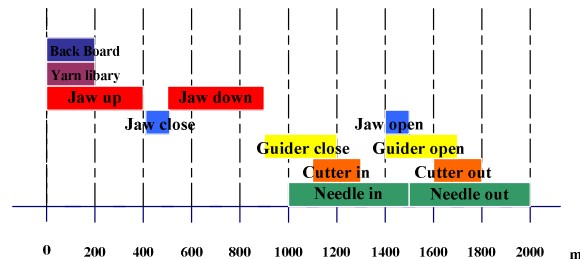 Back Board
Yarn libary
Jaw up Jaw down
Jaw close Jaw open
Guider close Guider open
Cutter in Cutter out
Needle in Needle out
0 200 400 600 800 1000 1200 1400 1600 1800 2000 m